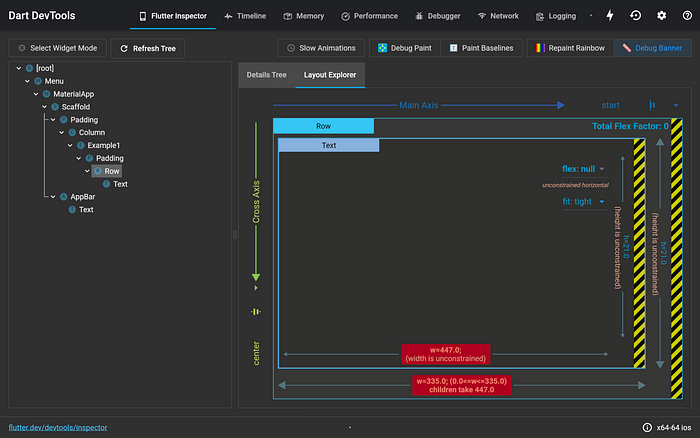 Dart DevTools
Flutter Inspector
Timeline
Memory
Performance
Debugger
Network
Logging
Select Widget Mode
Refresh Tree
Slow Animations
Debug Paint
Paint Baselines
Repaint Rainbow
Debug Banner
[root]
Menu
MaterialApp
Scaffold
Padding
Column
Example1
Padding
Row
Text
AppBar
Text
Details Tree
Layout Explorer
Main Axis
start
Row
Total Flex Factor: 0
Text
flex: null
unconstrained horizontal
fit: tight
Cross Axis
center
h=21.0
(height is unconstrained)
h=21.0
(height is unconstrained)
w=447.0;
(width is unconstrained)
w=335.0; (0.0<=w<=335.0)
children take 447.0
flutter.dev/devtools/inspector
x64-64 ios